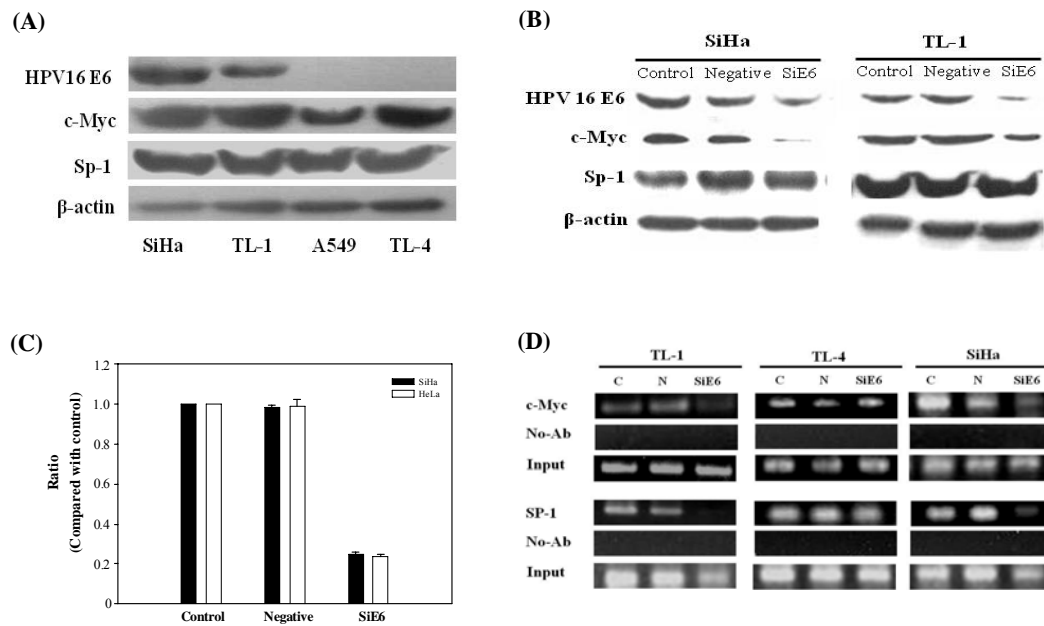 (A)
HPV16 E6
c-Myc
Sp-1
β-actin
SiHa TL-1 A549 TL-4
(B)
SiHa TL-1
Control Negative SiE6 Control Negative SiE6
HPV 16 E6
c-Myc
Sp-1
β-actin
(C)
Ratio
(Compared with control)
1.2
1.0
0.8
0.6
0.4
0.2
0
SiHa
HeLa
Control Negative SiE6
(D)
TL-1 TL-4 SiHa
C N SiE6 C N SiE6 C N SiE6
c-Myc
No-Ab
Input
SP-1
No-Ab
Input